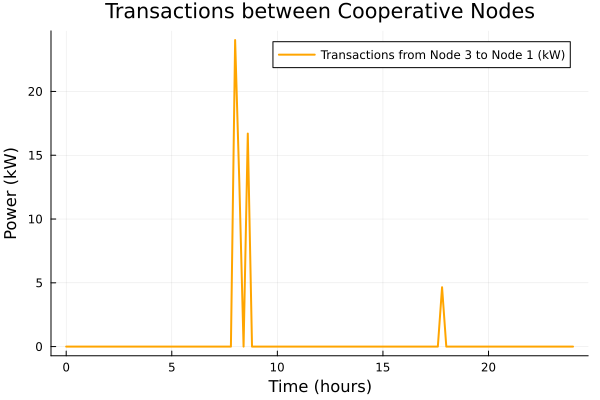 Transactions between Cooperative Nodes
Transactions from Node 3 to Node 1 (kW)
Power (kW)
20
15
10
5
0
0 5 10 15 20
Time (hours)